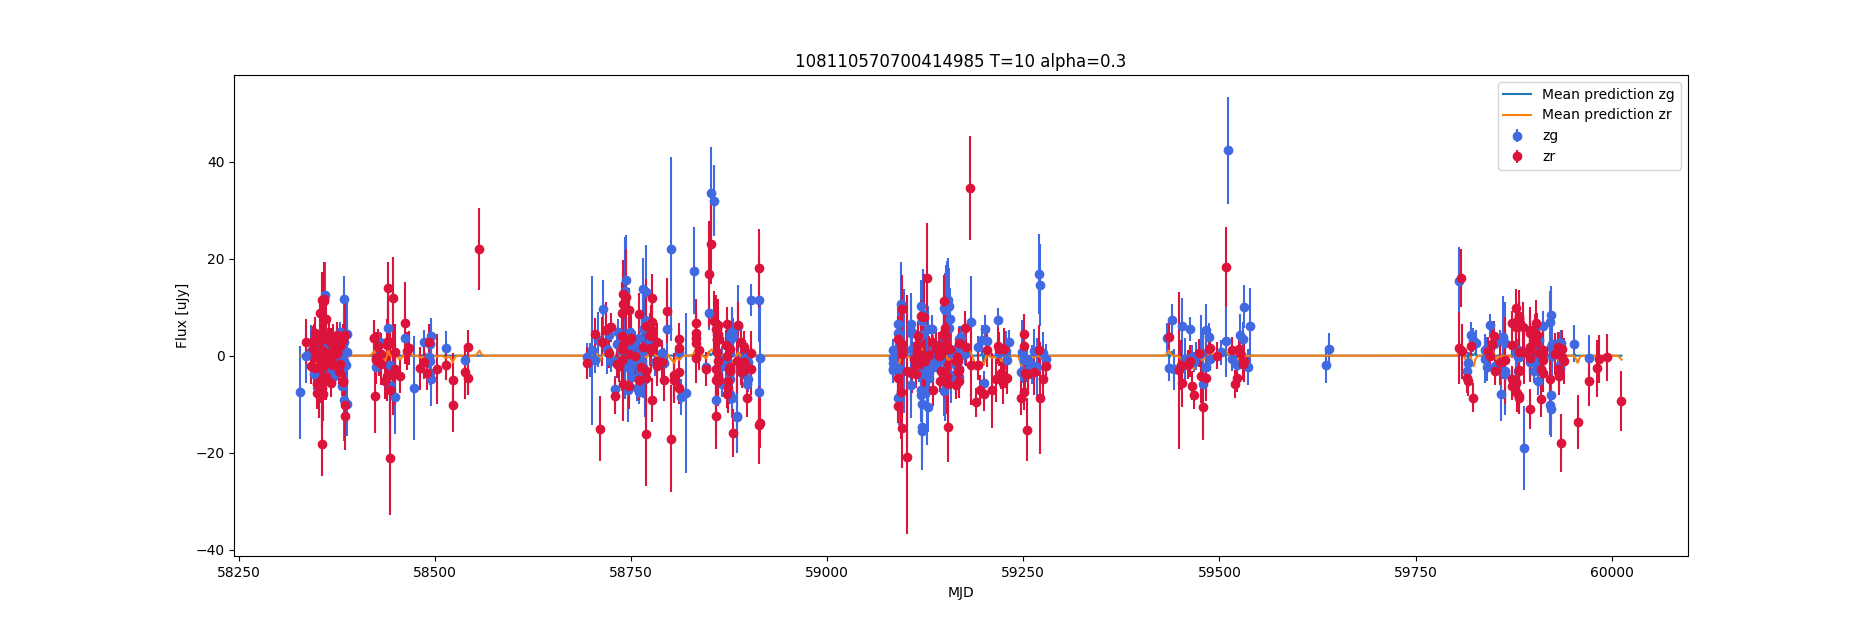 108110570700414985 T=10 alpha=0.3
Mean prediction zg
Mean prediction zr
zg
zr
Flux [uJy]
40
20
0
−20
−40
58250 58500 58750 59000 59250 59500 59750 60000
MJD